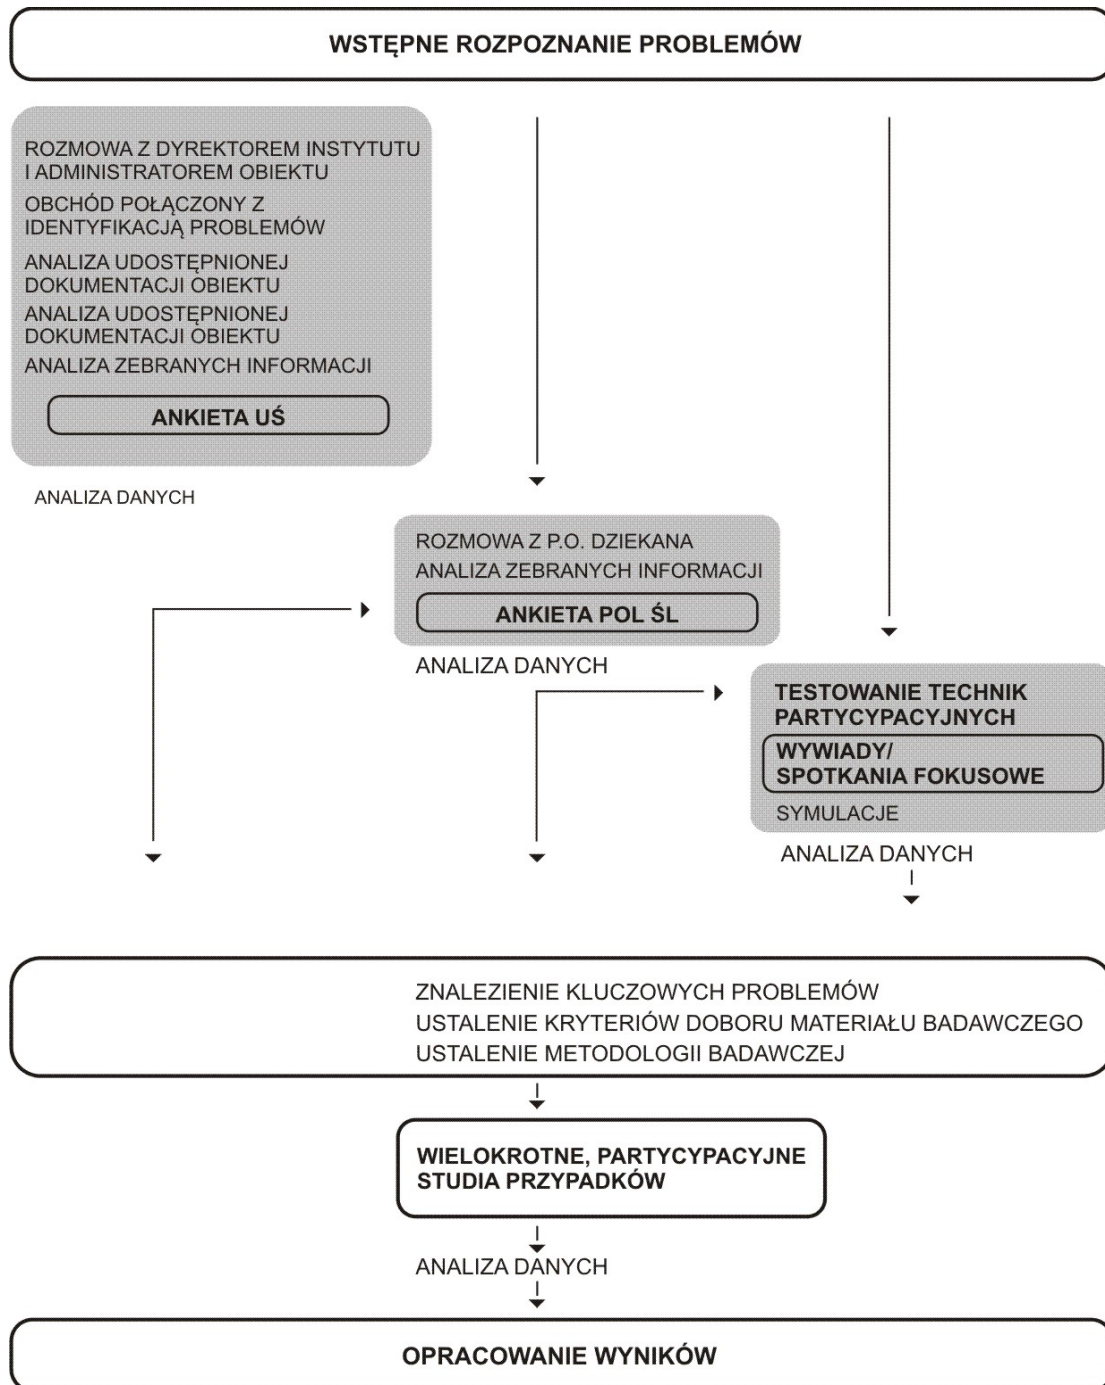 WSTĘPNE ROZPOZNANIE PROBLEMÓW
ROZMOWA Z DYREKTOREM INSTYTUTU
I ADMINISTRATOREM OBIEKTU
OBCHÓD POŁĄCZONY Z
IDENTYFIKACJĄ PROBLEMÓW
ANALIZA UDOSTĘPNIONEJ
DOKUMENTACJI OBIEKTU
ANALIZA UDOSTĘPNIONEJ
DOKUMENTACJI OBIEKTU
ANALIZA ZEBRANYCH INFORMACJI
ANKIETA UŚ
ANALIZA DANYCH
ROZMOWA Z P.O. DZIEKANA
ANALIZA ZEBRANYCH INFORMACJI
ANKIETA POL ŚL
ANALIZA DANYCH
TESTOWANIE TECHNIK
PARTYCYPACYJNYCH
WYWIADY/
SPOTKANIA FOKUSOWE
SYMULACJE
ANALIZA DANYCH
ZNALEZIENIE KLUCZOWYCH PROBLEMÓW
USTALENIE KRYTERIÓW DOBORU MATERIAŁU BADAWCZEGO
USTALENIE METODOLOGII BADAWCZEJ
WIELOKROTNE, PARTYCYPACYJNE
STUDIA PRZYPADKÓW
ANALIZA DANYCH
OPRACOWANIE WYNIKÓW